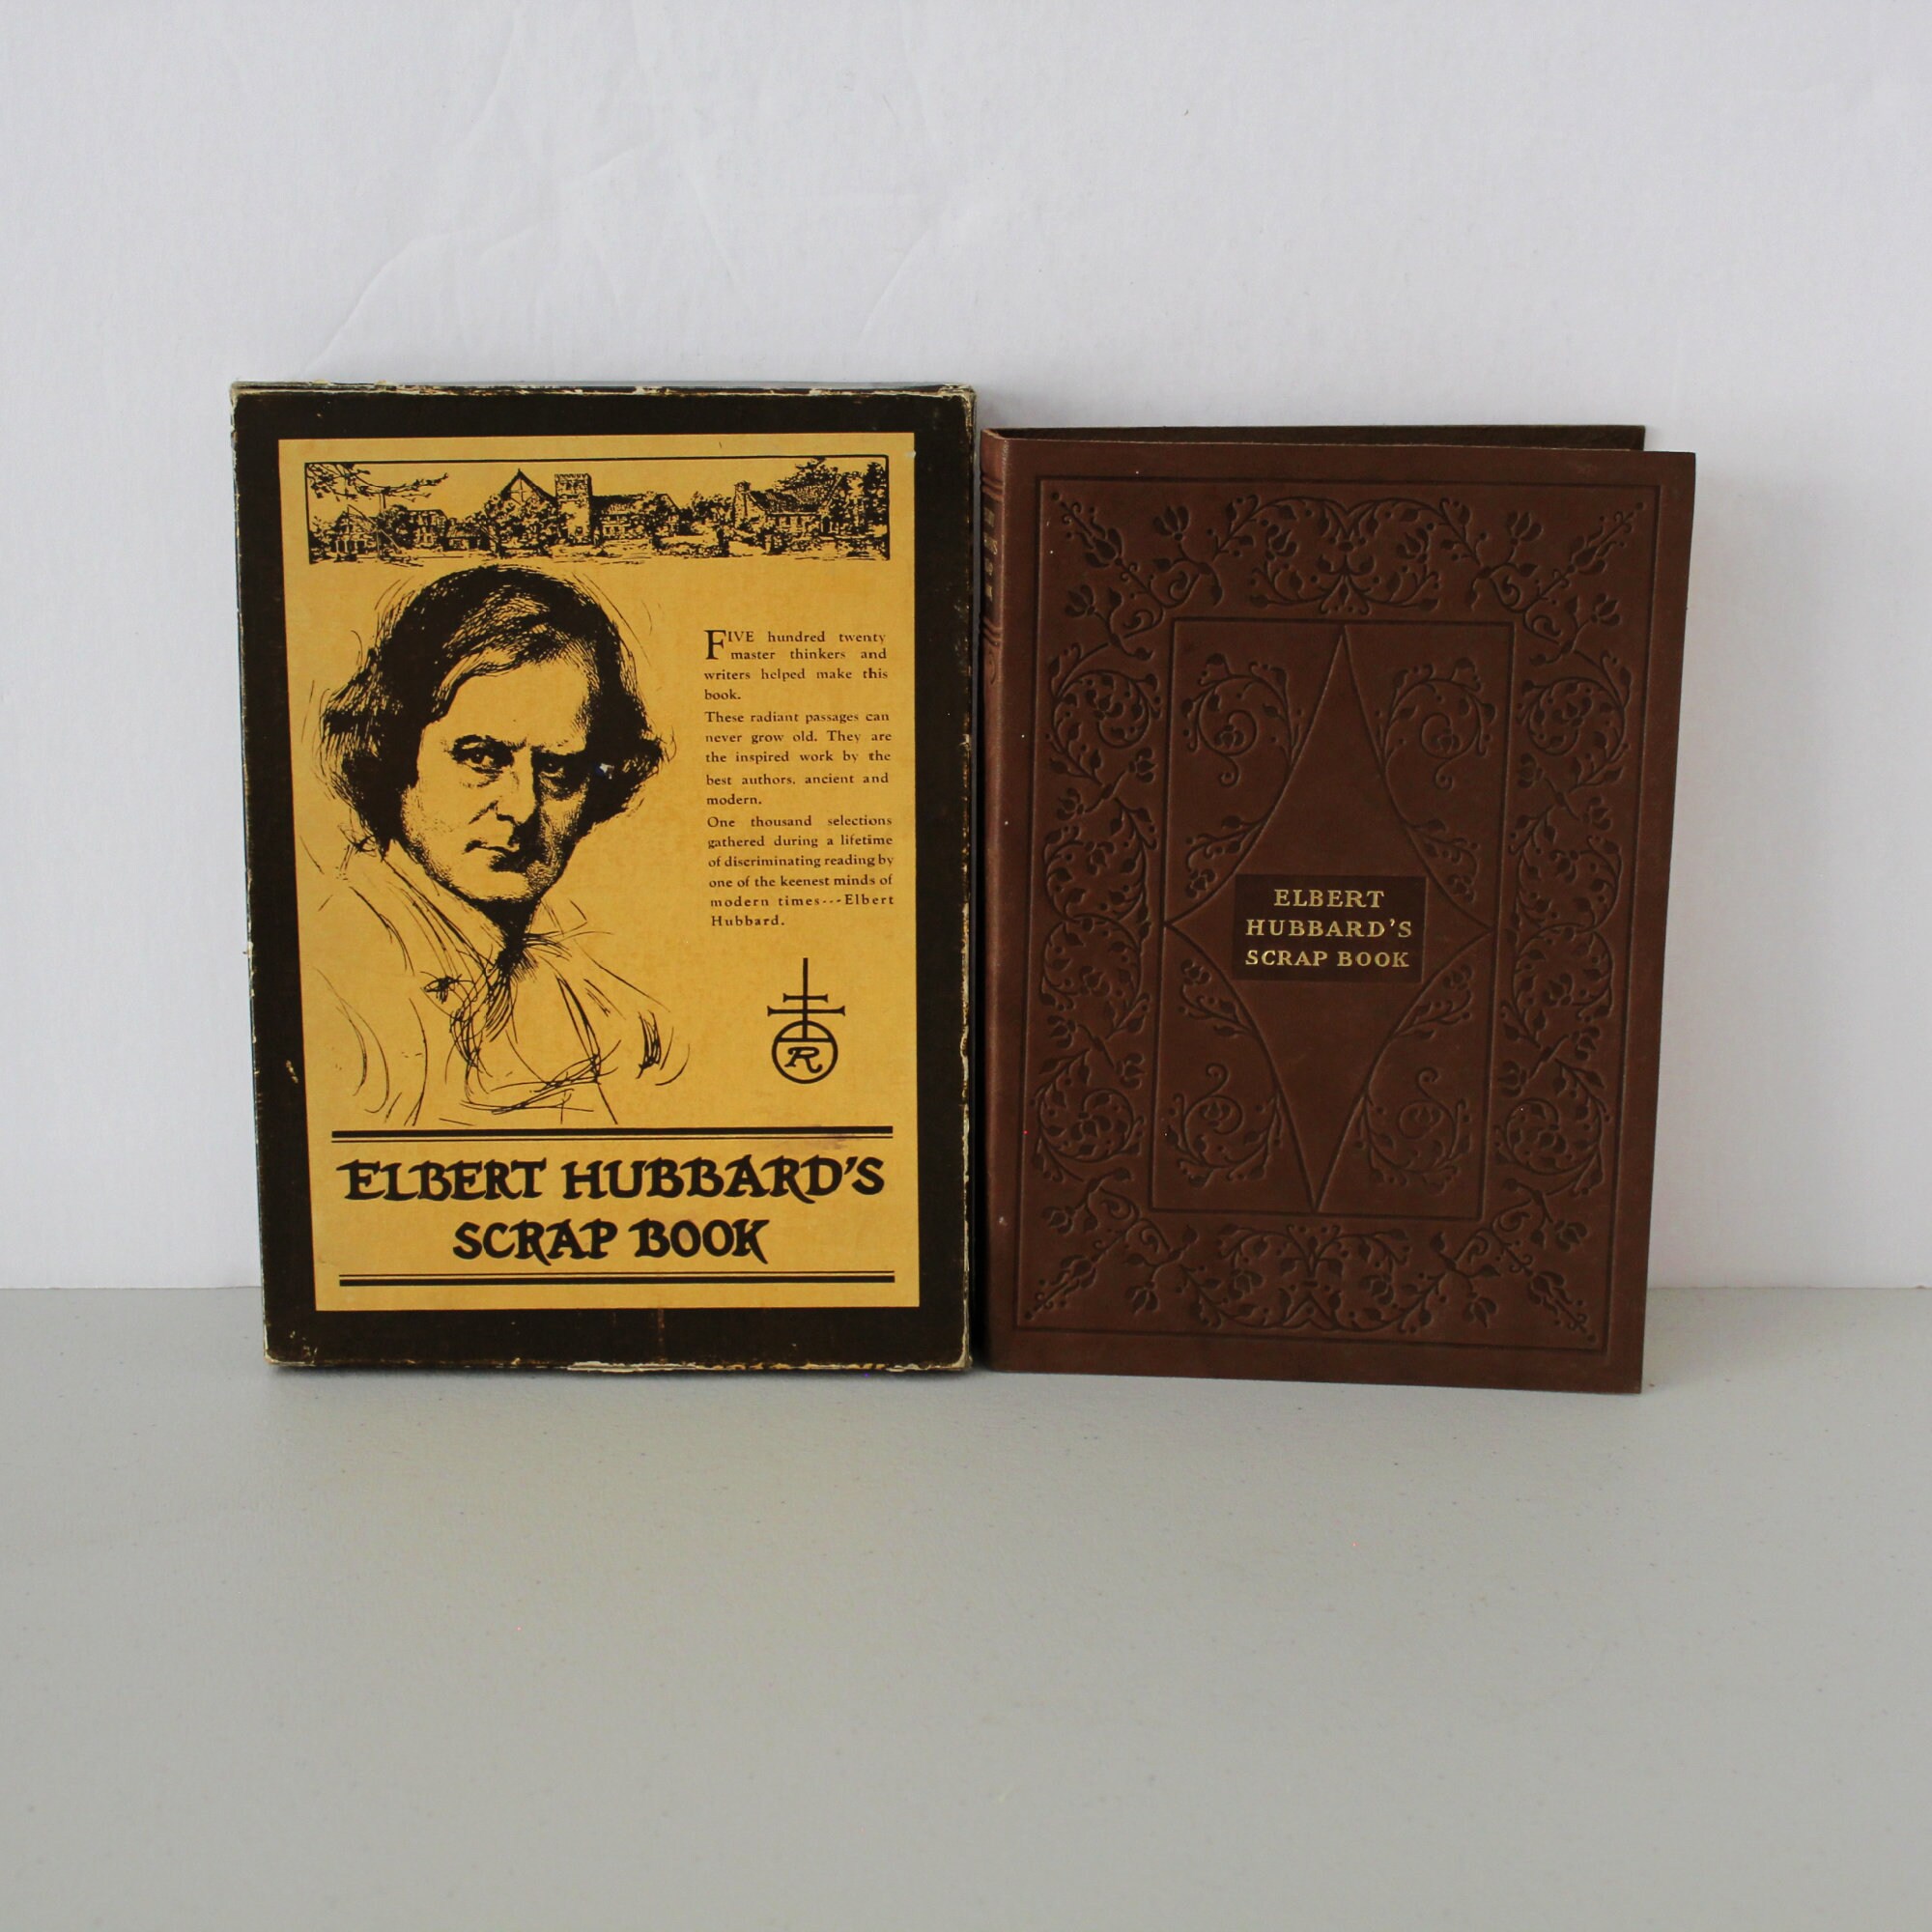 FIVE hundred twenty
master thinkers and
writers helped make this
book.
These radiant passages can
never grow old. They are
the inspired work by the
best authors, ancient and
modern.
One thousand selections
gathered during a lifetime
of discriminating reading by
one of the keenest minds of
modern times---Elbert
Hubbard.
R
ELBERT HUBBARD'S
SCRAP BOOK
ELBERT
HUBBARD'S
SCRAP BOOK